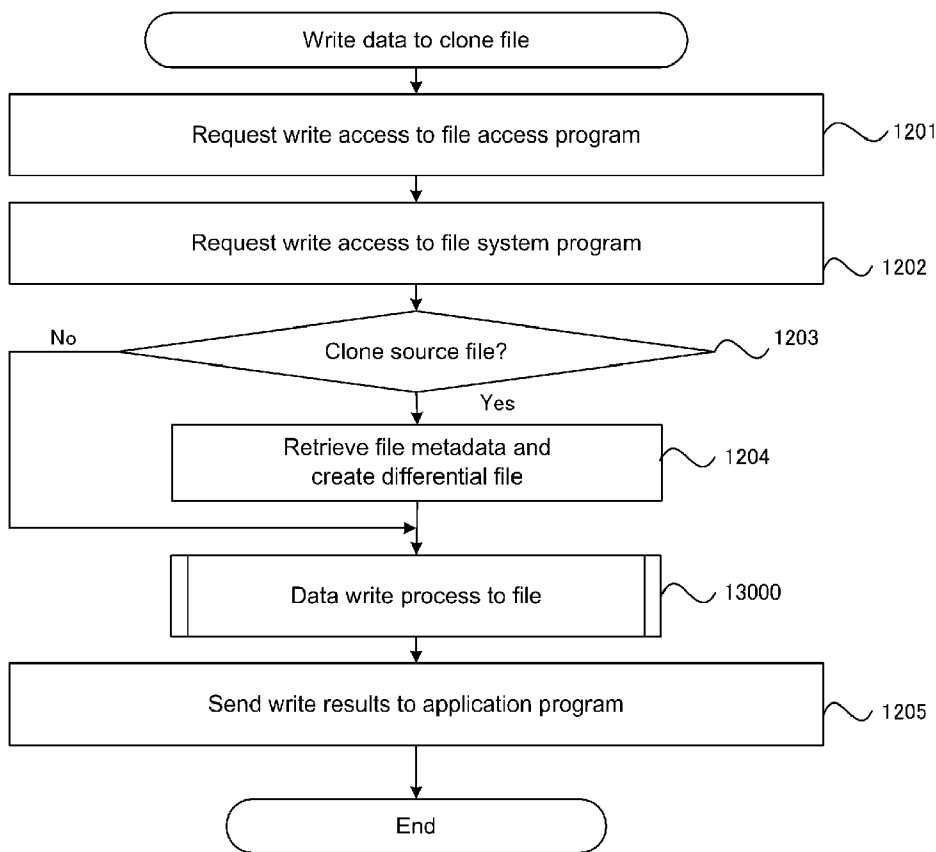 Write data to clone file
Request write access to file access program
1201
Request write access to file system program
1202
No
Clone source file?
1203
Yes
Retrieve file metadata and
create differential file
1204
Data write process to file
13000
Send write results to application program
1205
End